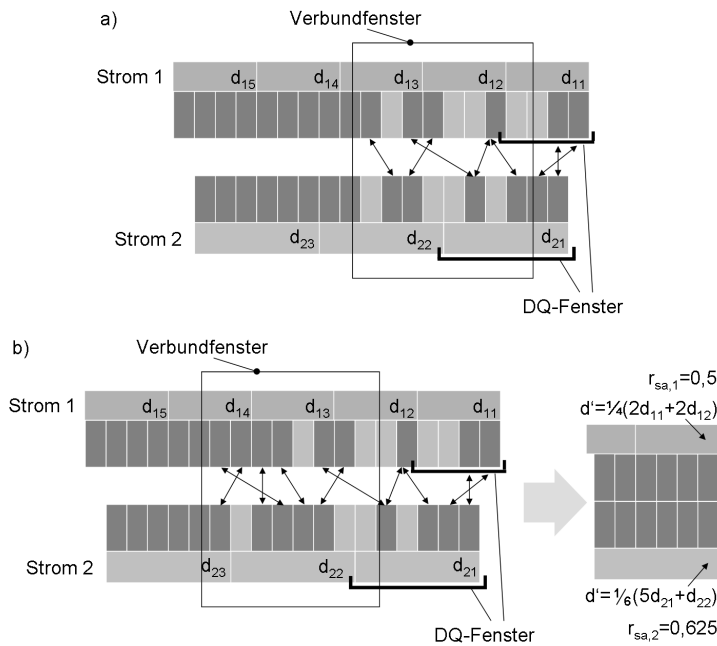 a)
Verbundfenster
Strom 1
d15 d14 d13 d12 d11
Strom 2
d23 d22 d21
DQ-Fenster
b)
Verbundfenster
Strom 1
d15 d14 d13 d12 d11
rsa,1=0,5
d‘=¼(2d11+2d12)
Strom 2
d23 d22 d21
d‘=⅙(5d21+d22)
rsa,2=0,625
DQ-Fenster